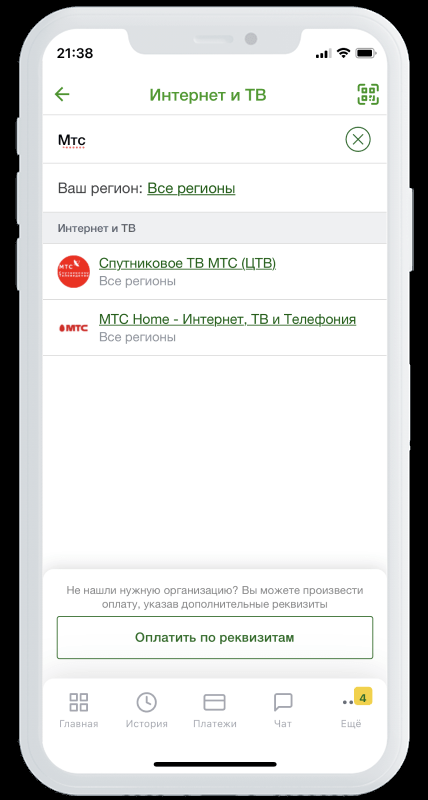 21:38
Интернет и ТВ
Мтс
Ваш регион: Все регионы
Интернет и ТВ
МТС
Спутниковое ТВ МТС (ЦТВ)
Все регионы
МТС
МТС Home - Интернет, ТВ и Телефония
Все регионы
Не нашли нужную организацию? Вы можете произвести
оплату, указав дополнительные реквизиты
Оплатить по реквизитам
4
Главная История Платежи Чат Ещё